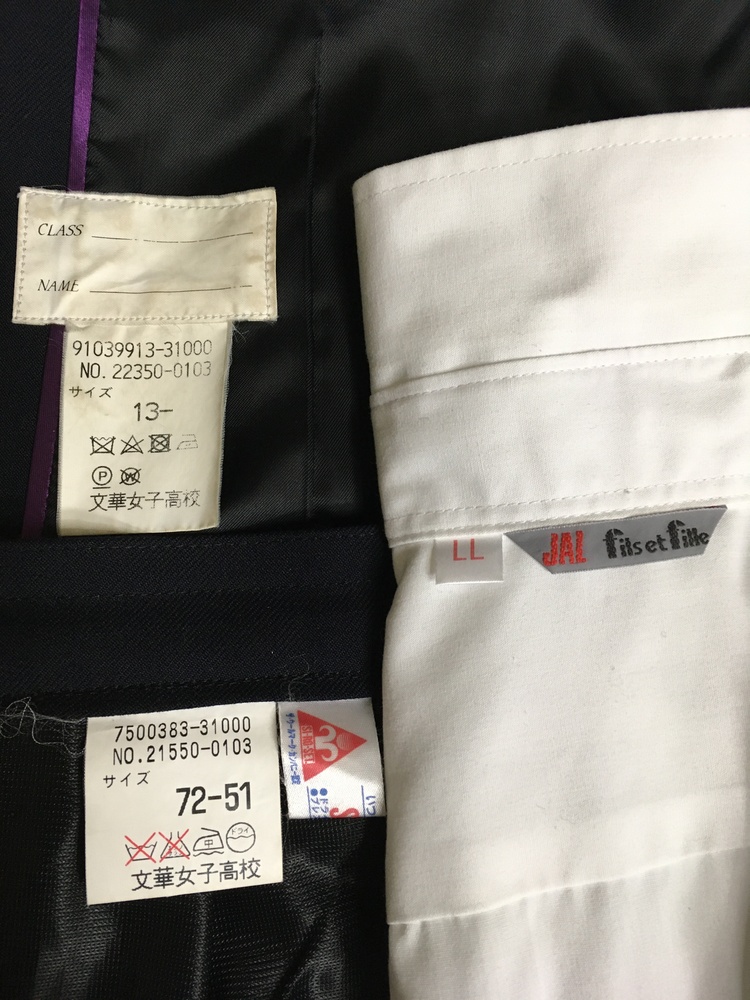 CLASS
NAME
91039913-31000
NO. 22350-0103
サイズ
13-
P
W
文華女子高校
LL
JAL fils et fille
7500383-31000
NO.21550-0103
サイズ
72-51
中
ドライ
文華女子高校